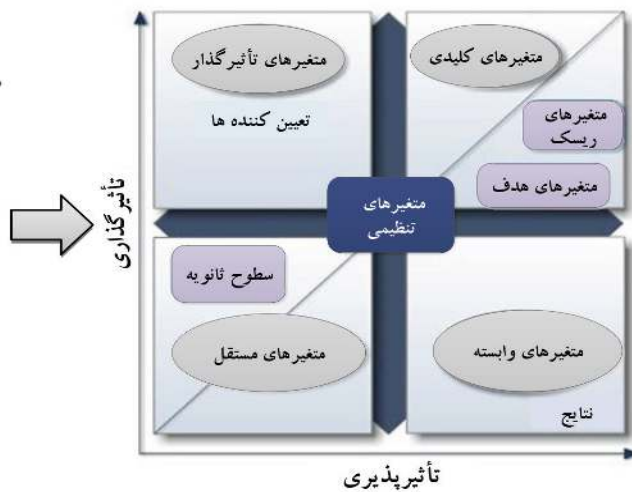 متغیرهای تأثیرگذار
تعیین کننده ها
متغیرهای کلیدی
متغیرهای
ریسک
متغیرهای هدف
متغیرهای
تنظیمی
سطوح ثانویه
متغیرهای مستقل
متغیرهای وابسته
نتایج
تأثیرگذاری
تأثیرپذیری